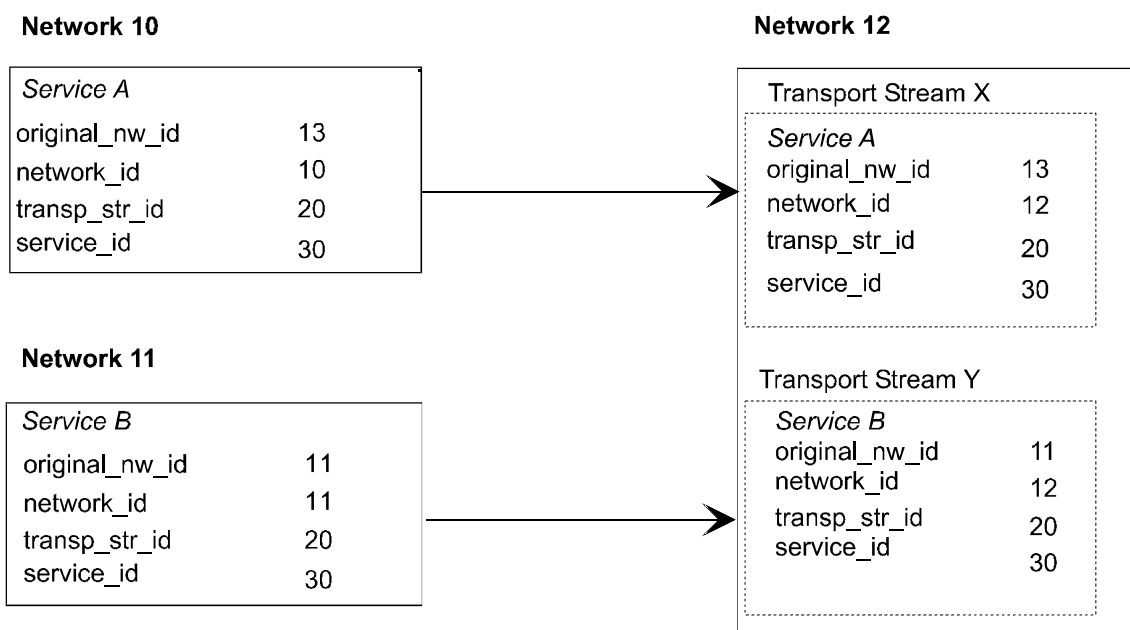 Network 10
Service A
original_nw_id 13
network_id 10
transp_str_id 20
service_id 30
Network 11
Service B
original_nw_id 11
network_id 11
transp_str_id 20
service_id 30
Network 12
Transport Stream X
Service A
original_nw_id 13
network_id 12
transp_str_id 20
service_id 30
Transport Stream Y
Service B
original_nw_id 11
network_id 12
transp_str_id 20
service_id 30